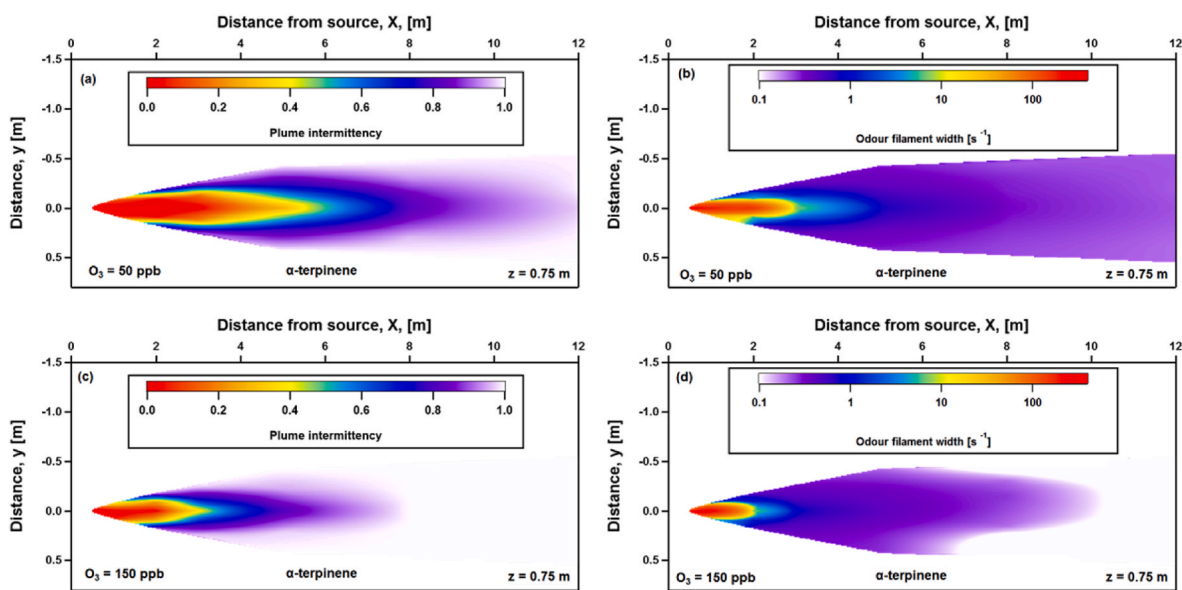 Distance from source, X, [m]
0 2 4 6 8 10 12
Distance, y [m]
-1.5
-1.0
-0.5
0.0
0.5
(a)
0.0 0.2 0.4 0.6 0.8 1.0
Plume intermittency
O3 = 50 ppb α-terpinene z = 0.75 m
Distance from source, X, [m]
0 2 4 6 8 10 12
Distance, y [m]
-1.5
-1.0
-0.5
0.0
0.5
(b)
0.1 1 10 100
Odour filament width [s -1]
O3 = 50 ppb α-terpinene z = 0.75 m
Distance from source, X, [m]
0 2 4 6 8 10 12
Distance, y [m]
-1.5
-1.0
-0.5
0.0
0.5
(c)
0.0 0.2 0.4 0.6 0.8 1.0
Plume intermittency
O3 = 150 ppb α-terpinene z = 0.75 m
Distance from source, X, [m]
0 2 4 6 8 10 12
Distance, y [m]
-1.5
-1.0
-0.5
0.0
0.5
(d)
0.1 1 10 100
Odour filament width [s -1]
O3 = 150 ppb α-terpinene z = 0.75 m